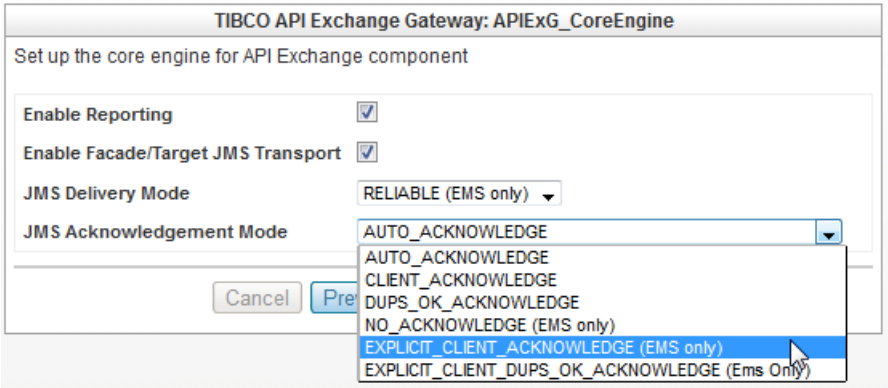 TIBCO API Exchange Gateway: APIExG_CoreEngine
Set up the core engine for API Exchange component
Enable Reporting
Enable Facade/Target JMS Transport
JMS Delivery Mode RELIABLE (EMS only)
JMS Acknowledgement Mode AUTO_ACKNOWLEDGE
AUTO_ACKNOWLEDGE
CLIENT_ACKNOWLEDGE
DUPS_OK_ACKNOWLEDGE
Cancel Pre
NO_ACKNOWLEDGE (EMS only)
EXPLICIT_CLIENT_ACKNOWLEDGE (EMS only)
EXPLICIT_CLIENT_DUPS_OK_ACKNOWLEDGE (Ems Only)